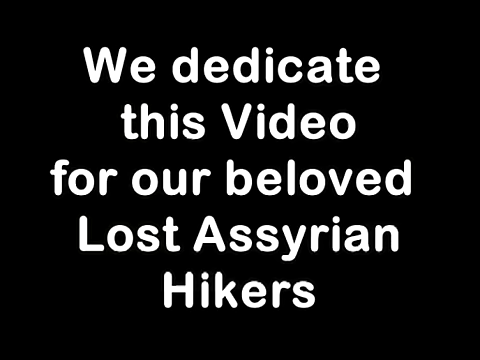 We dedicate
this Video
for our beloved
Lost Assyrian
Hikers